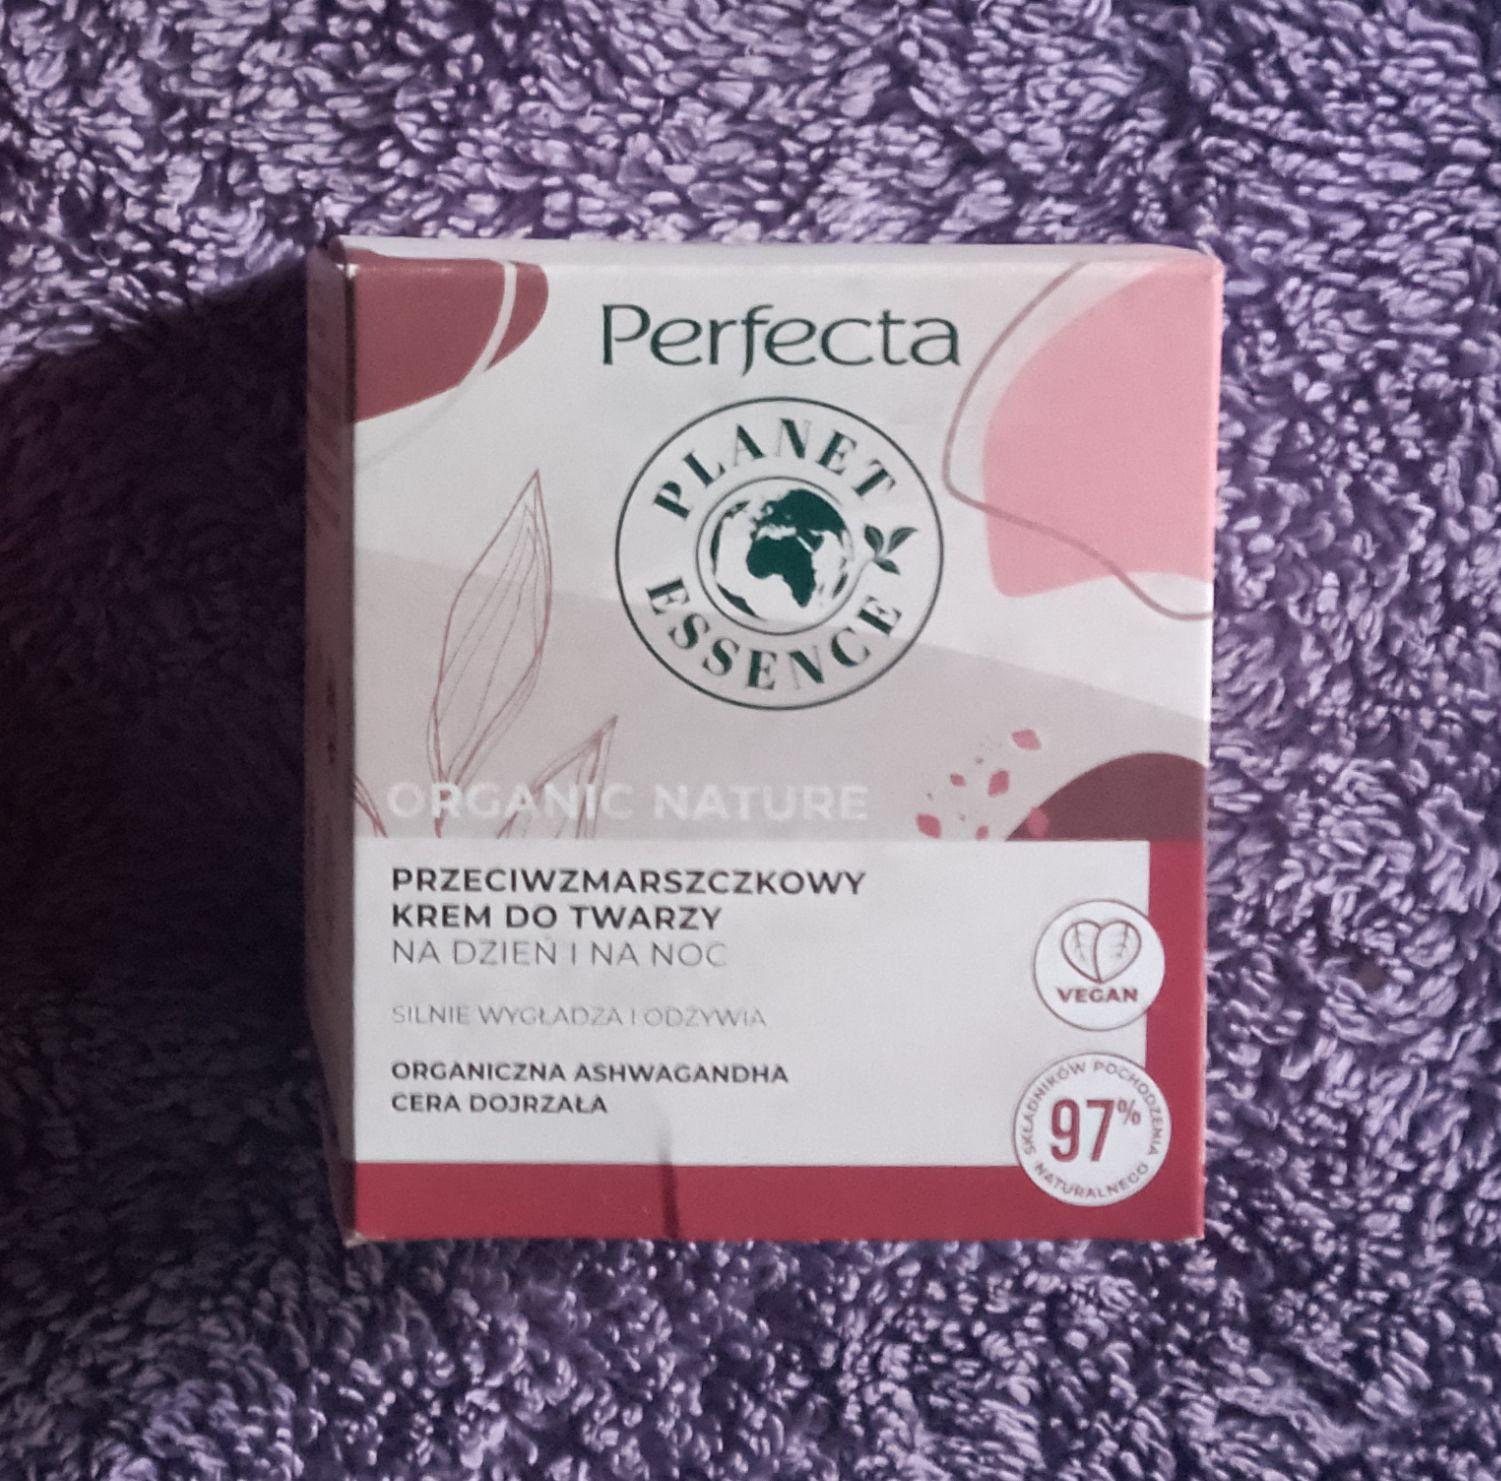 Perfecta
PLANET
ESSENCE
ORGANIC NATURE
PRZECIWZMARSZCZKOWY
KREM DO TWARZY
NA DZIEŃ I NA NOC
SILNIE WYGŁADZA I ODŻYWIA
ORGANICZNA ASHWAGANDHA
CERA DOJRZAŁA
VEGAN
97%
SKŁADNIKÓW POCHODZENIA
NATURALNEGO